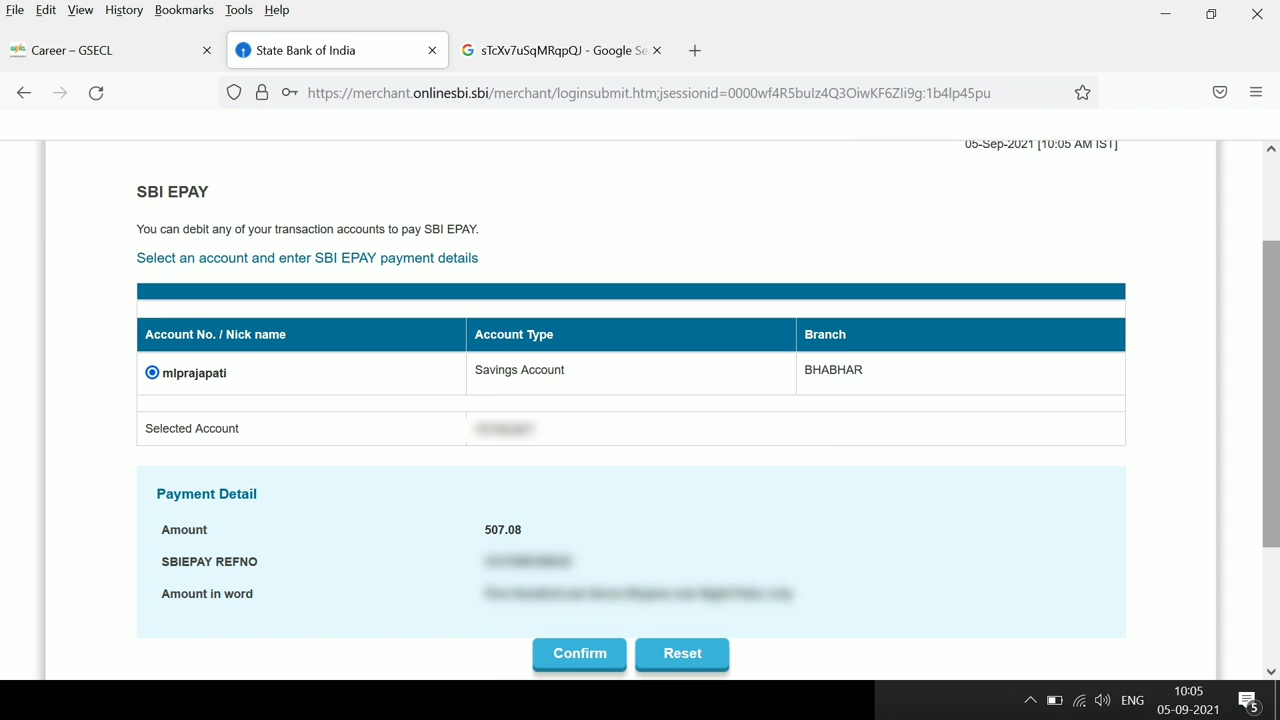 File Edit View History Bookmarks Tools Help
Career – GSECL
State Bank of India
sTcXv7uSqMRqpQJ - Google Se
https://merchant.onlinesbi.sbi/merchant/loginsubmit.htm;jsessionid=0000wf4R5bulz4Q3OiwKF6Zli9g:1b4lp45pu
05-Sep-2021 [10:05 AM IST]
SBI EPAY
You can debit any of your transaction accounts to pay SBI EPAY.
Select an account and enter SBI EPAY payment details
Account No. / Nick name Account Type Branch
mlprajapati Savings Account BHABHAR
Selected Account
Payment Detail
Amount 507.08
SBIEPAY REFNO
Amount in word
Confirm Reset
ENG
10:05
05-09-2021
5